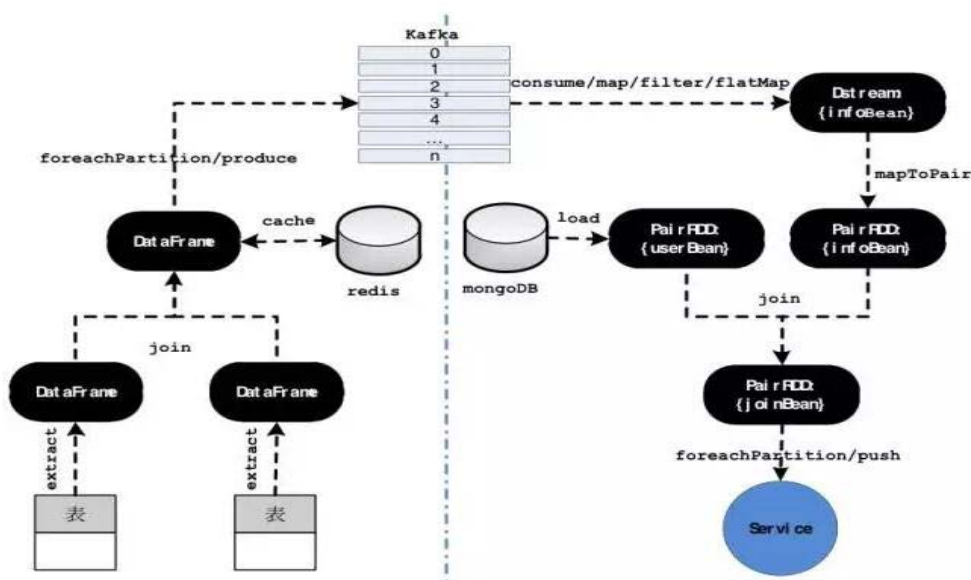 Kafka
0
1
2
3
4
...
n
consume/map/filter/flatMap
Dstream:
{infoBean}
foreachPartition/produce
mapToPair
DataFrame
cache
redis
mongoDB
load
PairRDD:
{userBean}
PairRDD:
{infoBean}
join
join
DataFrame
DataFrame
PairRDD:
{joinBean}
extract
extract
foreachPartition/push
表
表
Service